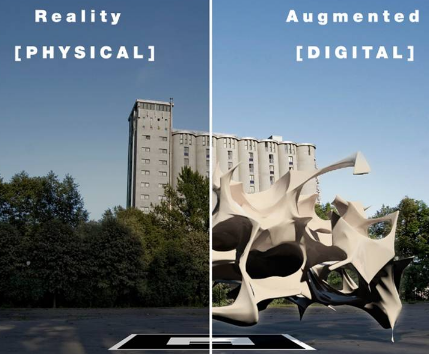 Reality
[PHYSICAL]
Augmented
[DIGITAL]